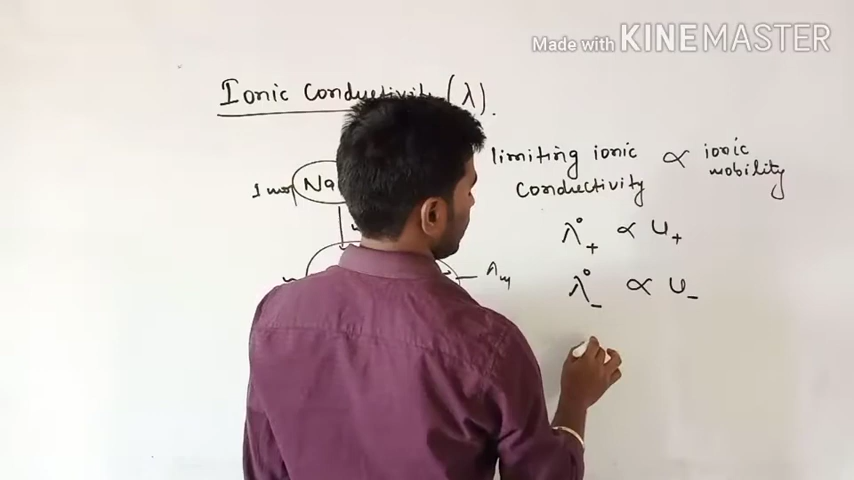 Made with KINEMASTER
Ionic Conductivity (λ).
limiting ionic ∝ ionic
conductivity mobility
1 mol Na
λ°₊ ∝ U₊
Λm
λ°₋ ∝ U₋